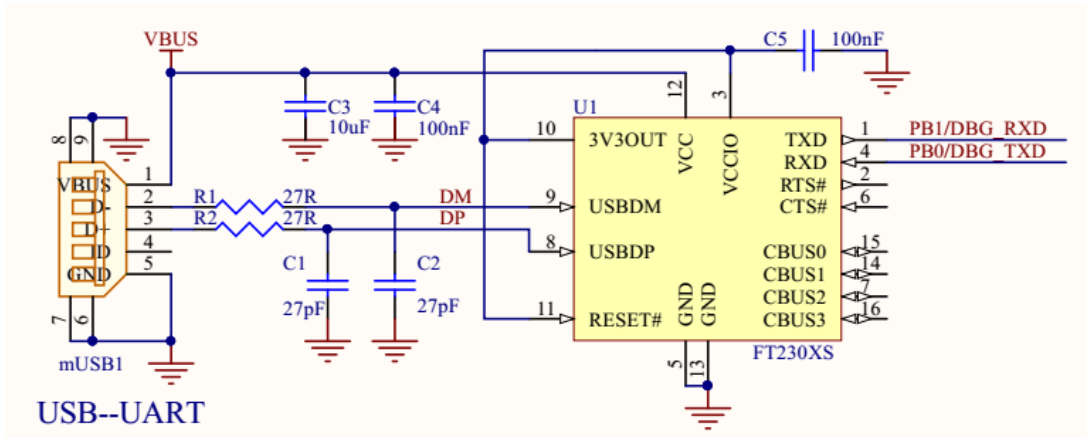 VBUS
C5
100nF
C3
10uF
C4
100nF
12
3
U1
8
9
10
3V3OUT
VCC
VCCIO
TXD
1
PB1/DBG_RXD
RXD
4
PB0/DBG_TXD
VBUS
1
RTS#
2
D-
2
R1
27R
DM
9
USBDM
CTS#
6
D+
3
R2
27R
DP
ID
4
8
USBDP
CBUS0
15
GND
5
C1
C2
CBUS1
14
27pF
27pF
CBUS2
7
7
6
11
RESET#
GND
GND
CBUS3
16
mUSB1
5
13
FT230XS
USB--UART